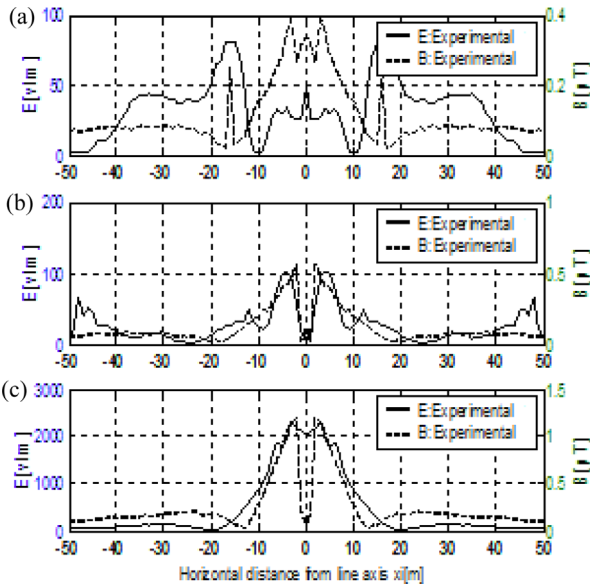 (a)
100
0.4
E:Experimental
B:Experimental
E [v/m]
50
0.2
B [µT]
0
0
-50 -40 -30 -20 -10 0 10 20 30 40 50
(b)
200
1
E:Experimental
B:Experimental
E [v/m]
100
0.5
B [µT]
0
0
-50 -40 -30 -20 -10 0 10 20 30 40 50
(c)
3000
1.5
E:Experimental
B:Experimental
2000
1
E [v/m]
B [µT]
1000
0.5
0
0
-50 -40 -30 -20 -10 0 10 20 30 40 50
Horizontal distance from line axis xi[m]